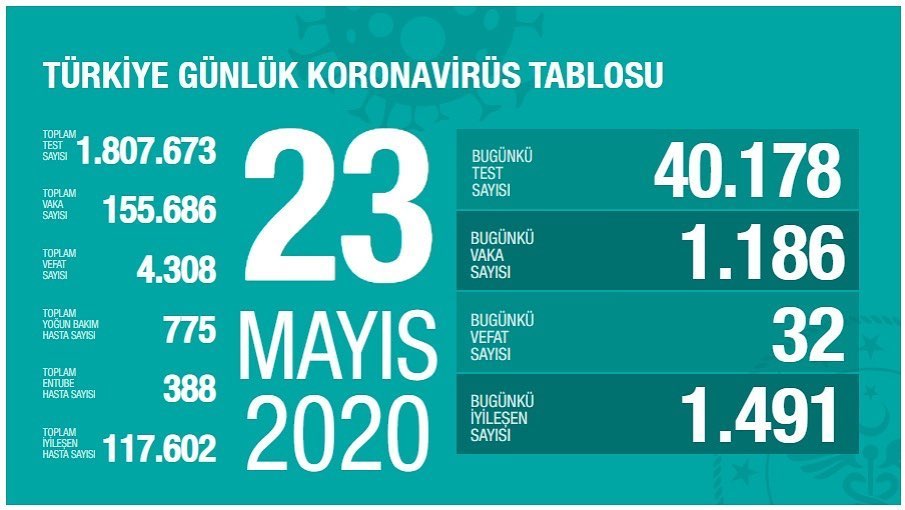 TÜRKİYE GÜNLÜK KORONAVİRÜS TABLOSU
TOPLAM
TEST
SAYISI
1.807.673
TOPLAM
VAKA
SAYISI
155.686
TOPLAM
VEFAT
SAYISI
4.308
TOPLAM
YOĞUN BAKIM
HASTA SAYISI
775
TOPLAM
ENTUBE
HASTA SAYISI
388
TOPLAM
İYİLEŞEN
HASTA SAYISI
117.602
23
MAYIS
2020
BUGÜNKÜ
TEST
SAYISI
40.178
BUGÜNKÜ
VAKA
SAYISI
1.186
BUGÜNKÜ
VEFAT
SAYISI
32
BUGÜNKÜ
İYİLEŞEN
SAYISI
1.491